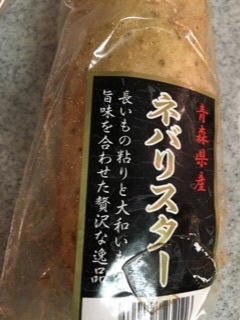 青森県産
ネバリスター
長いもの粘りと大和いも
旨味を合わせた贅沢な逸品